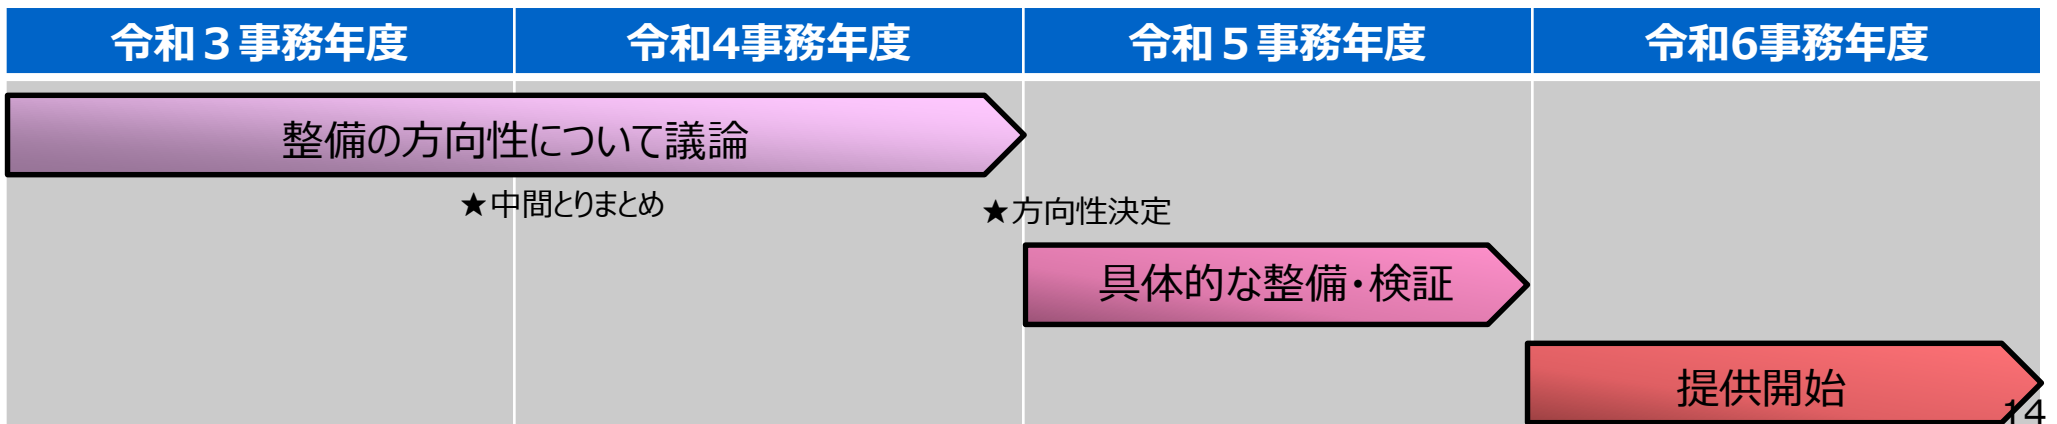 令和３事務年度
令和4事務年度
令和５事務年度
令和6事務年度
整備の方向性について議論
★中間とりまとめ
★方向性決定
具体的な整備・検証
提供開始
14